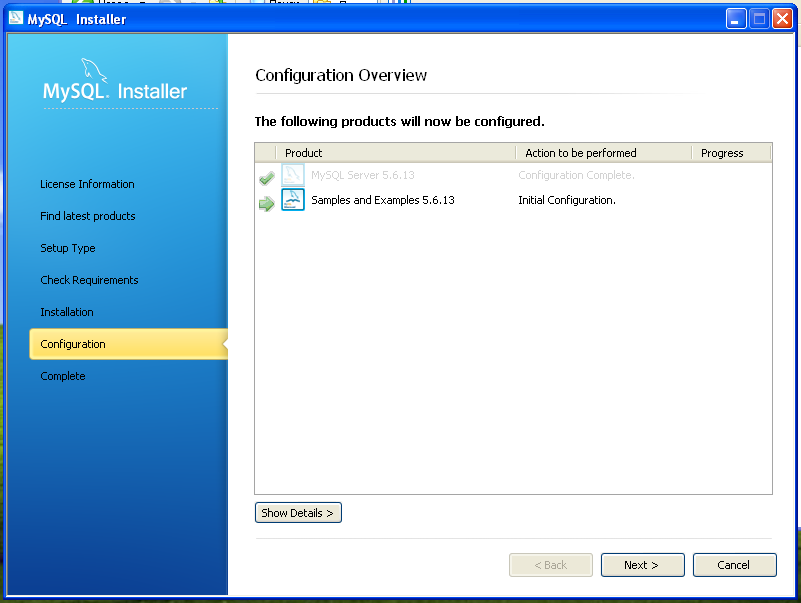 MySQL Installer
MySQL. Installer
Configuration Overview
The following products will now be configured.
Product Action to be performed Progress
MySQL Server 5.6.13 Configuration Complete.
Samples and Examples 5.6.13 Initial Configuration.
License Information
Find latest products
Setup Type
Check Requirements
Installation
Configuration
Complete
Show Details >
< Back Next > Cancel